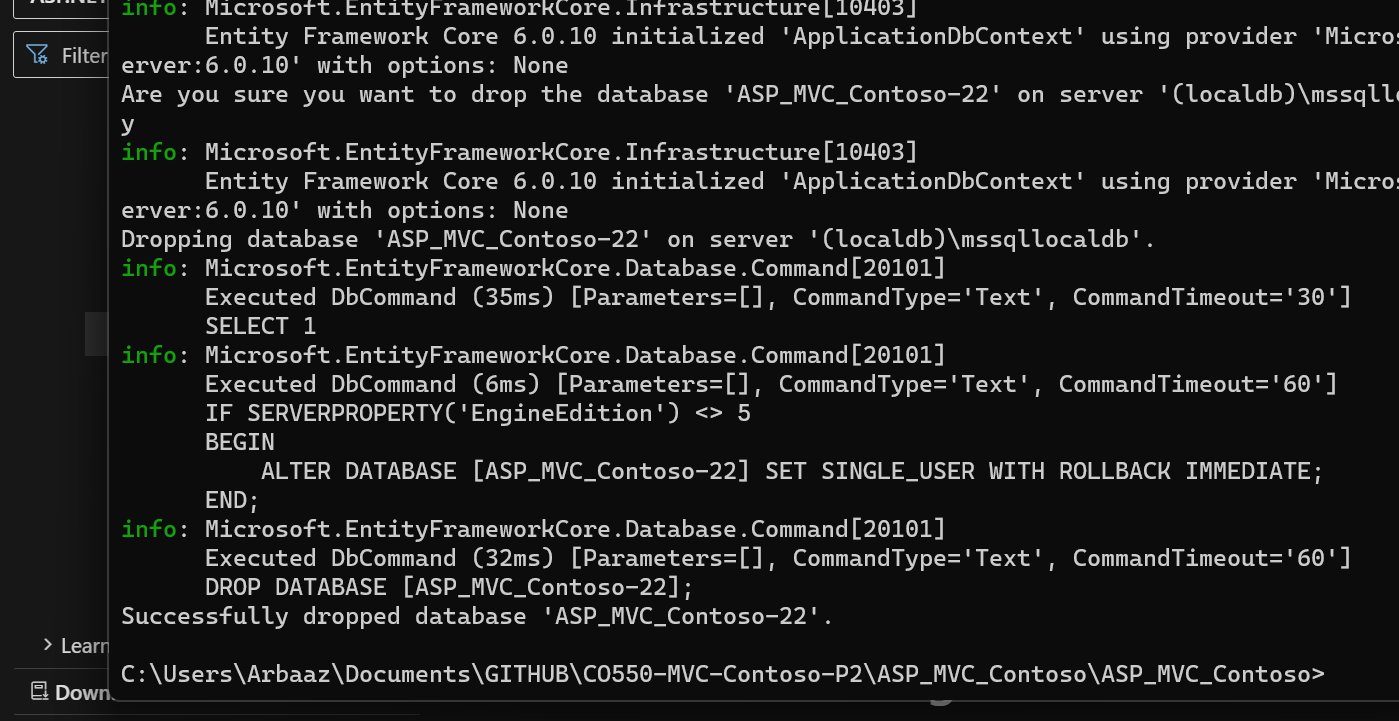 info: Microsoft.EntityFrameworkCore.Infrastructure[10403]
Filter
Entity Framework Core 6.0.10 initialized 'ApplicationDbContext' using provider 'Micros
erver:6.0.10' with options: None
Are you sure you want to drop the database 'ASP_MVC_Contoso-22' on server '(localdb)\mssqllo
y
info: Microsoft.EntityFrameworkCore.Infrastructure[10403]
Entity Framework Core 6.0.10 initialized 'ApplicationDbContext' using provider 'Micros
erver:6.0.10' with options: None
Dropping database 'ASP_MVC_Contoso-22' on server '(localdb)\mssqllocaldb'.
info: Microsoft.EntityFrameworkCore.Database.Command[20101]
Executed DbCommand (35ms) [Parameters=[], CommandType='Text', CommandTimeout='30']
SELECT 1
info: Microsoft.EntityFrameworkCore.Database.Command[20101]
Executed DbCommand (6ms) [Parameters=[], CommandType='Text', CommandTimeout='60']
IF SERVERPROPERTY('EngineEdition') <> 5
BEGIN
ALTER DATABASE [ASP_MVC_Contoso-22] SET SINGLE_USER WITH ROLLBACK IMMEDIATE;
END;
info: Microsoft.EntityFrameworkCore.Database.Command[20101]
Executed DbCommand (32ms) [Parameters=[], CommandType='Text', CommandTimeout='60']
DROP DATABASE [ASP_MVC_Contoso-22];
Successfully dropped database 'ASP_MVC_Contoso-22'.
Learn
C:\Users\Arbaaz\Documents\GITHUB\CO550-MVC-Contoso-P2\ASP_MVC_Contoso\ASP_MVC_Contoso>
Down